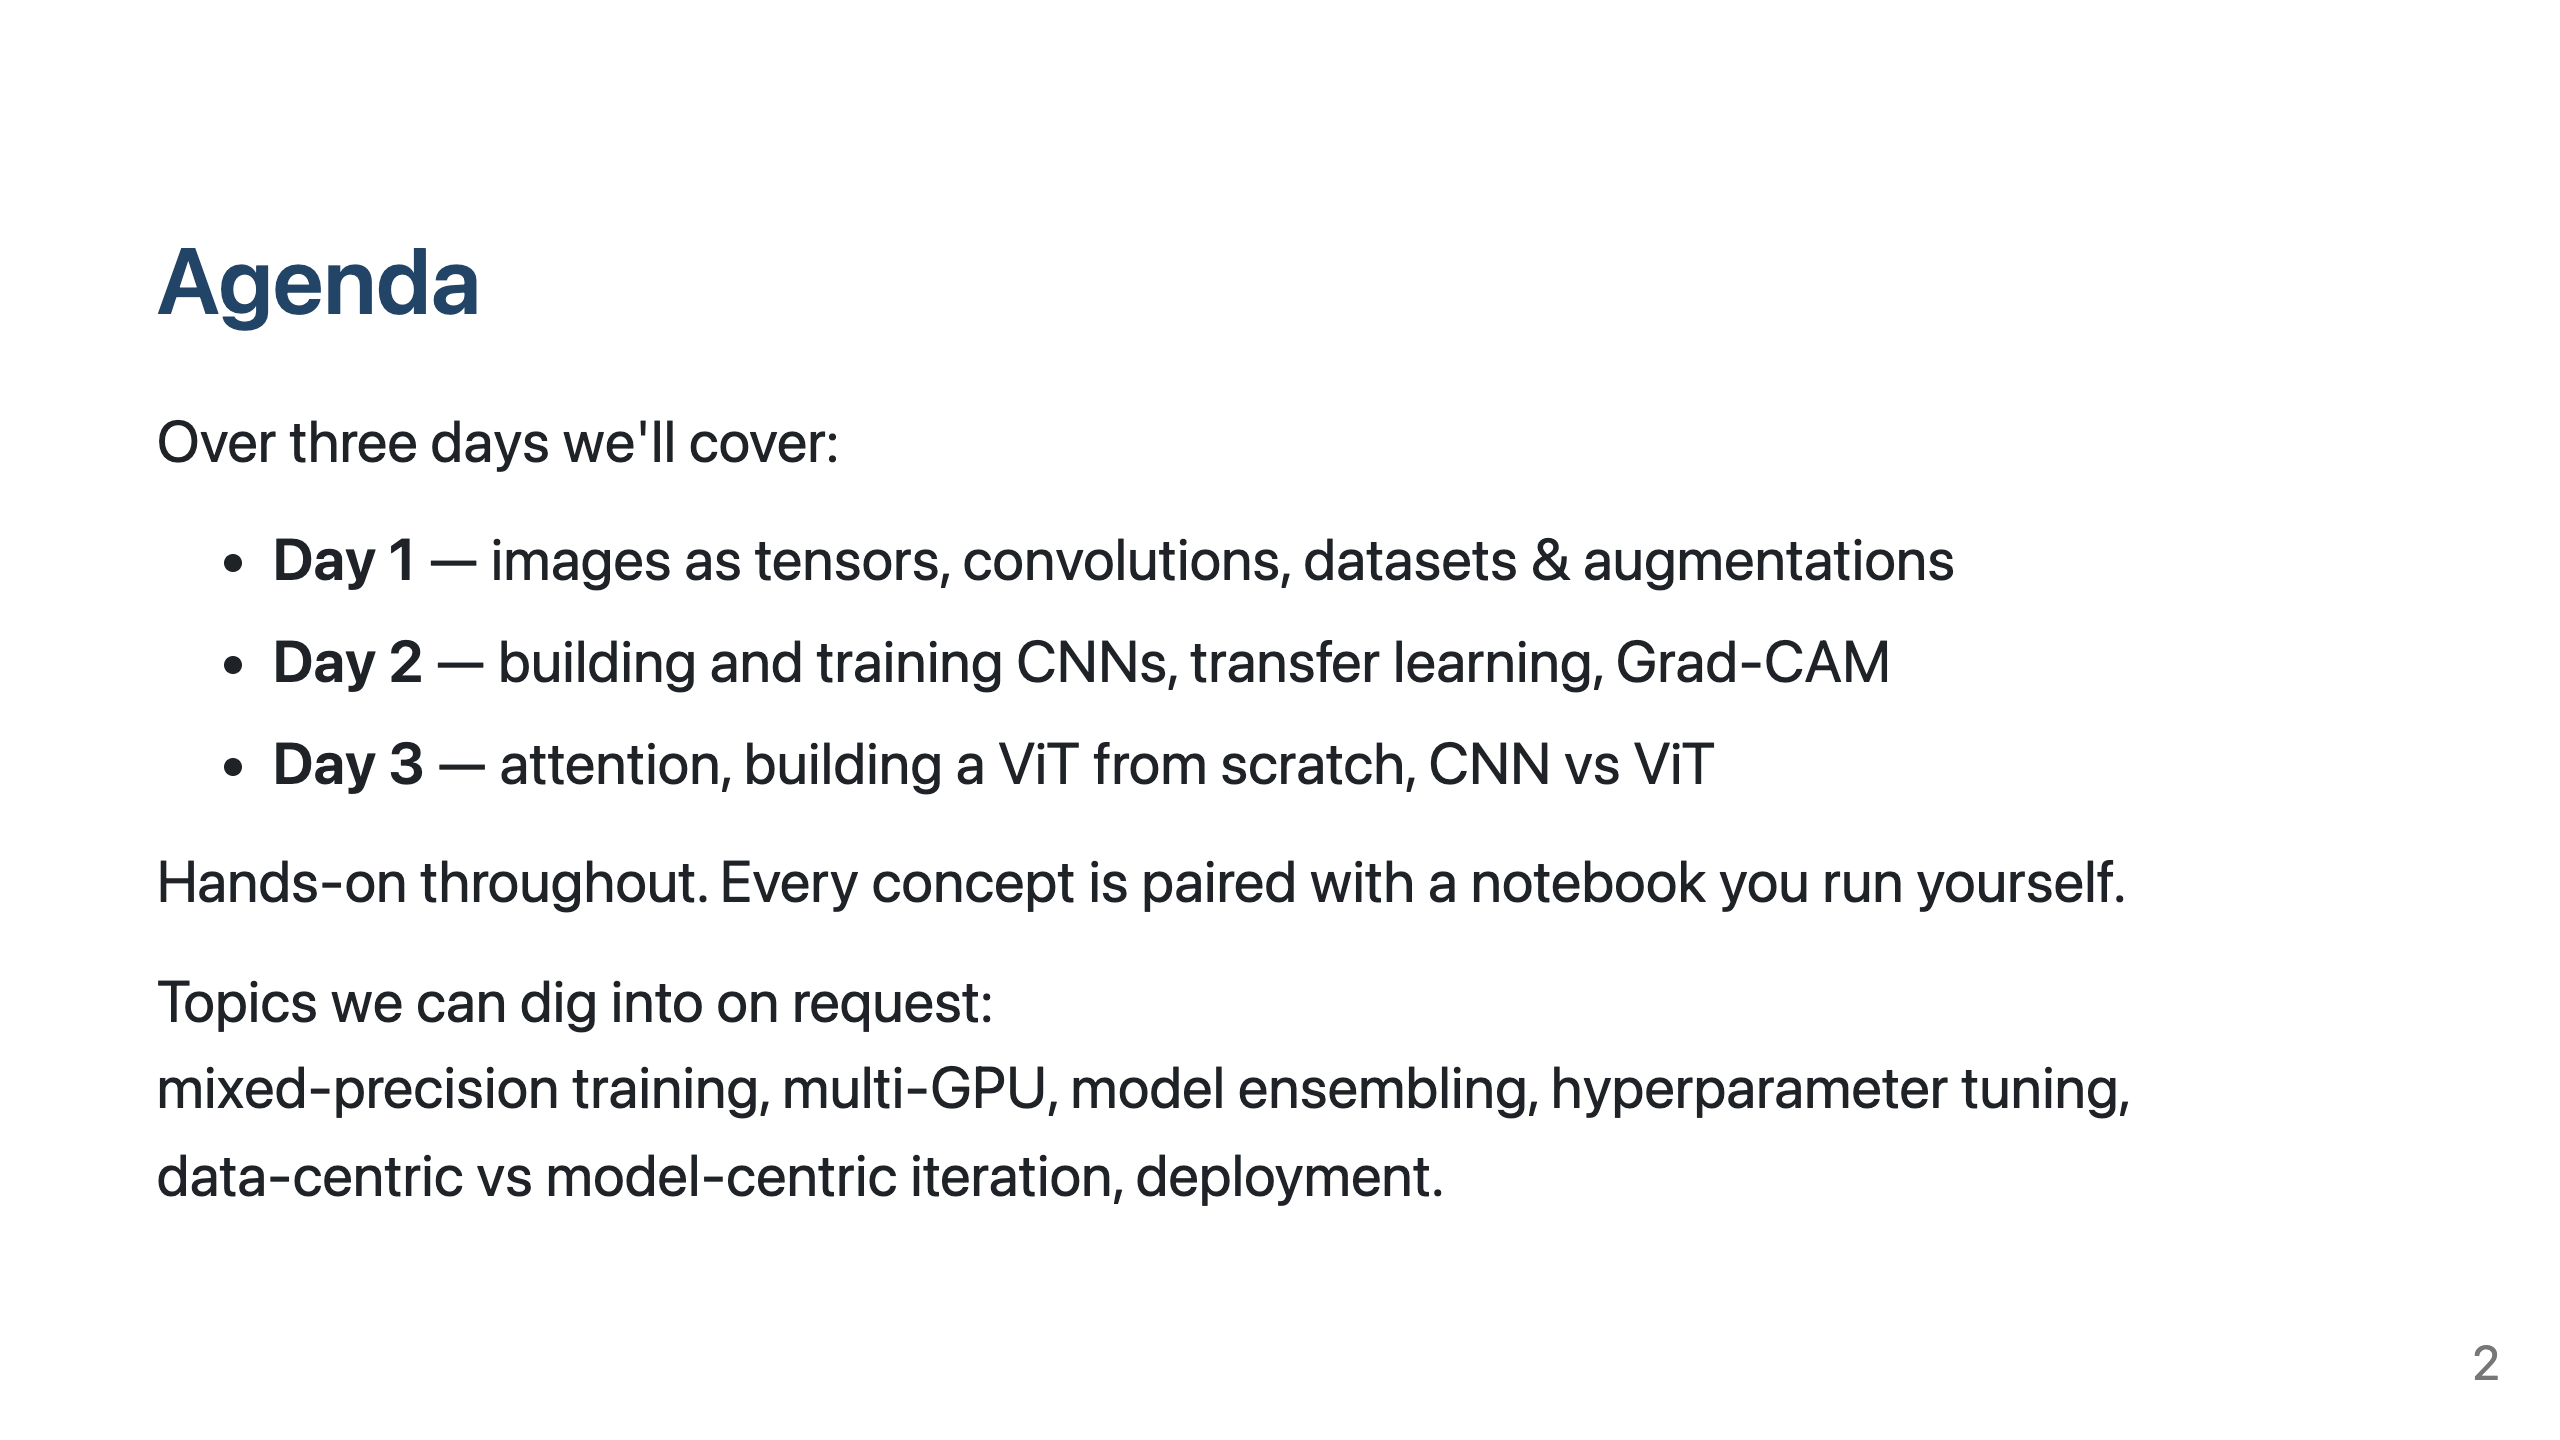 Agenda
Over three days we'll cover:
• Day 1 — images as tensors, convolutions, datasets & augmentations
• Day 2 — building and training CNNs, transfer learning, Grad-CAM
• Day 3 — attention, building a ViT from scratch, CNN vs ViT
Hands-on throughout. Every concept is paired with a notebook you run yourself.
Topics we can dig into on request:
mixed-precision training, multi-GPU, model ensembling, hyperparameter tuning,
data-centric vs model-centric iteration, deployment.
2